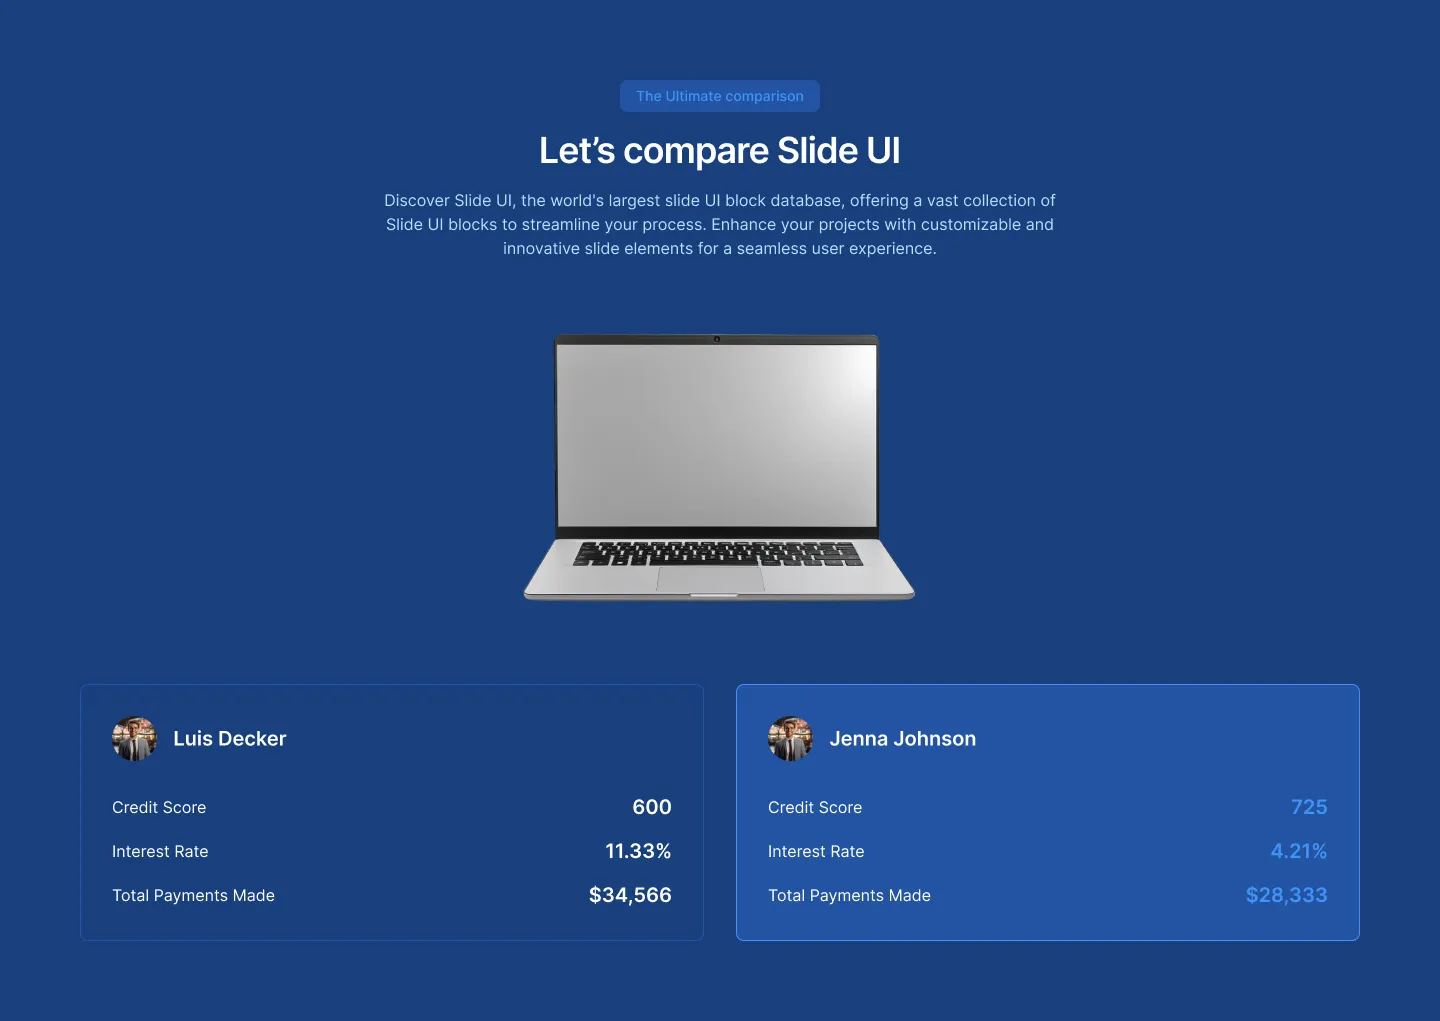 The Ultimate comparison
Let’s compare Slide UI
Discover Slide UI, the world's largest slide UI block database, offering a vast collection of
Slide UI blocks to streamline your process. Enhance your projects with customizable and
innovative slide elements for a seamless user experience.
Luis Decker
Credit Score 600
Interest Rate 11.33%
Total Payments Made $34,566
Jenna Johnson
Credit Score 725
Interest Rate 4.21%
Total Payments Made $28,333